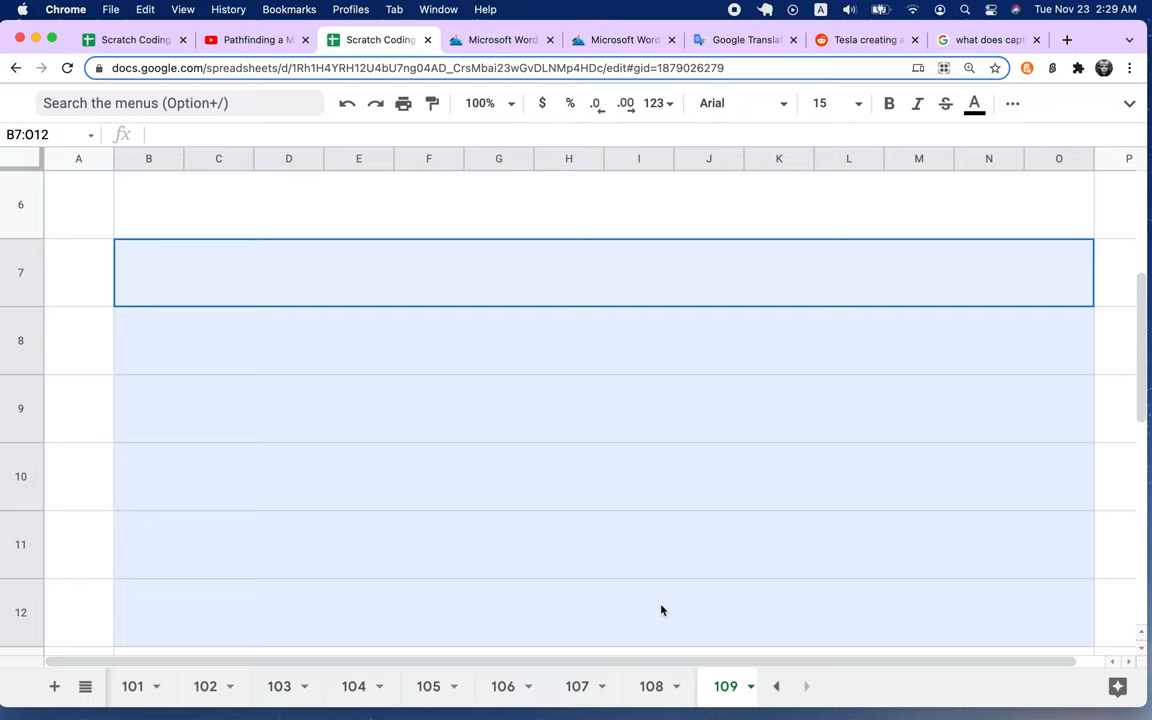 Chrome File Edit View History Bookmarks Profiles Tab Window Help A Tue Nov 23 2:29 AM
Scratch Coding Pathfinding a M Scratch Coding Microsoft Word Microsoft Word Google Transla Tesla creating a what does cap
docs.google.com/spreadsheets/d/1Rh1H4YRH12U4bU7ng04AD_CrsMbai23wGvDLNMp4HDc/edit#gid=1879026279
Search the menus (Option+/) 100% $ % .0 .00 123 Arial 15 B I S A
B7:O12 fx
A B C D E F G H I J K L M N O P
6
7
8
9
10
11
12
101 102 103 104 105 106 107 108 109